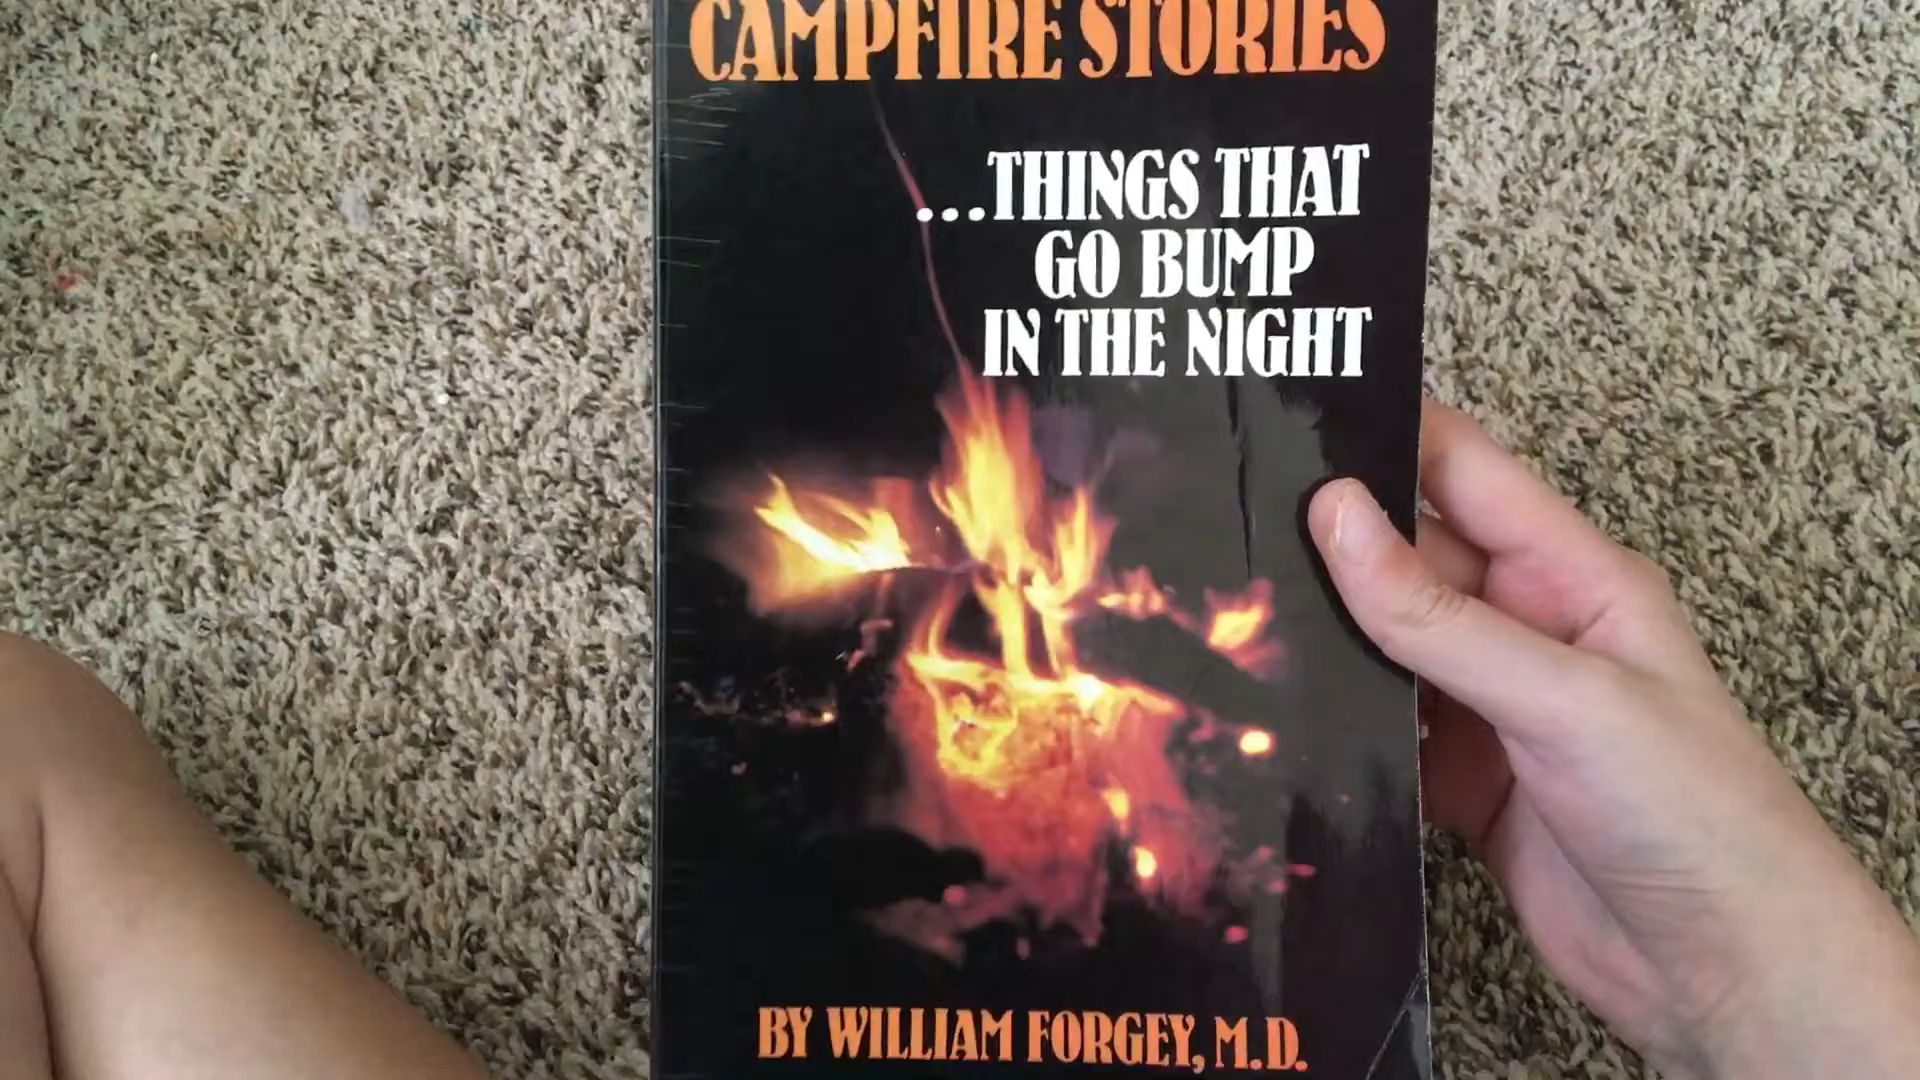 CAMPFIRE STORIES
...THINGS THAT
GO BUMP
IN THE NIGHT
BY WILLIAM FORGEY, M.D.